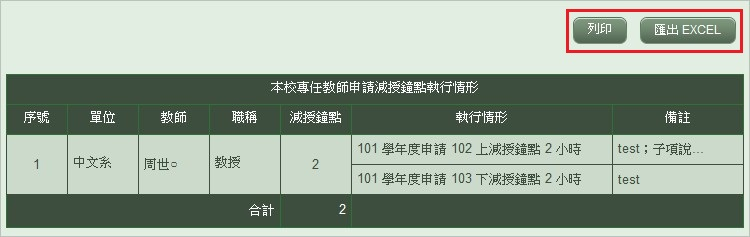 列印 匯出 EXCEL
本校專任教師申請減授鐘點執行情形
序號 單位 教師 職稱 減授鐘點 執行情形 備註
1 中文系 周世○ 教授 2 101 學年度申請 102 上減授鐘點 2 小時 test；子項說...
101 學年度申請 103 下減授鐘點 2 小時 test
合計 2